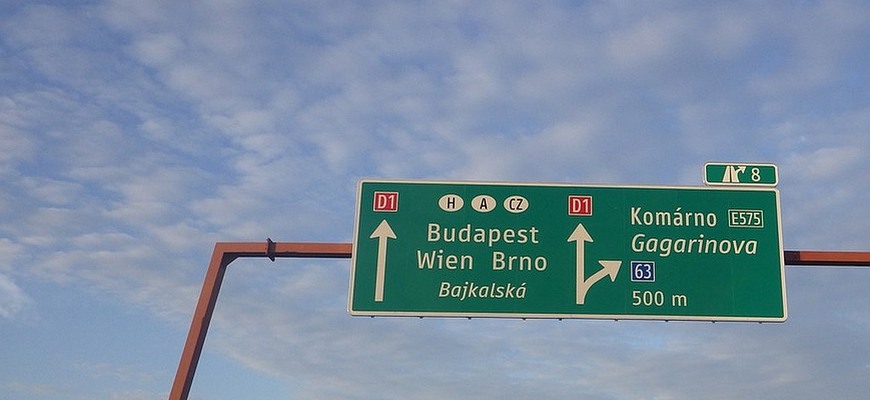 8
D1 H A CZ D1
Budapest
Wien Brno
Bajkalská
Komárno E575
Gagarinova
63
500 m